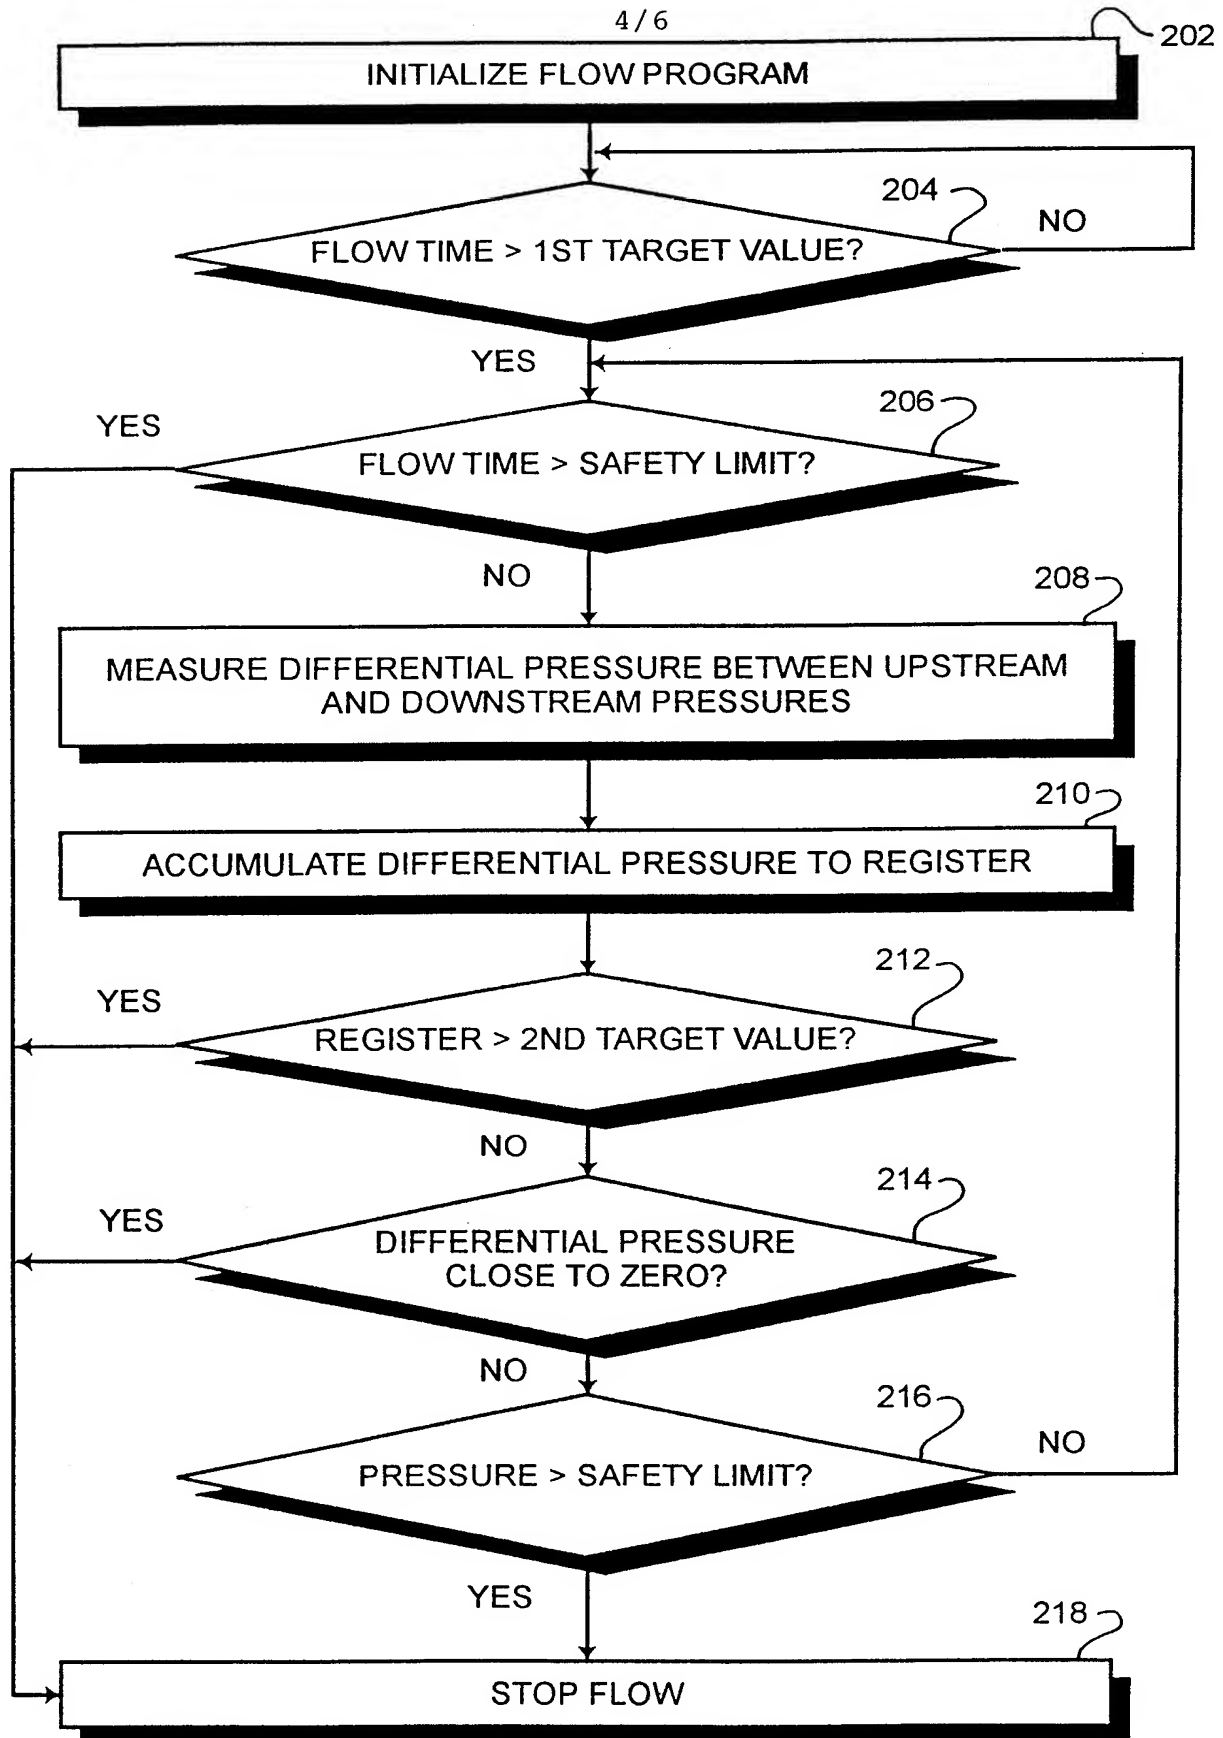 4/6
202
INITIALIZE FLOW PROGRAM
204
NO
FLOW TIME > 1ST TARGET VALUE?
YES
206
YES
FLOW TIME > SAFETY LIMIT?
NO
208
MEASURE DIFFERENTIAL PRESSURE BETWEEN UPSTREAM
AND DOWNSTREAM PRESSURES
210
ACCUMULATE DIFFERENTIAL PRESSURE TO REGISTER
212
YES
REGISTER > 2ND TARGET VALUE?
NO
214
YES
DIFFERENTIAL PRESSURE
CLOSE TO ZERO?
NO
216
NO
PRESSURE > SAFETY LIMIT?
YES
218
STOP FLOW